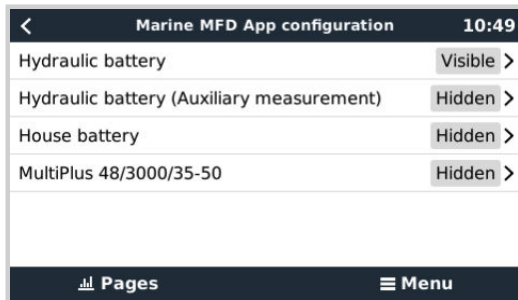 Marine MFD App configuration 10:49
Hydraulic battery Visible
Hydraulic battery (Auxiliary measurement) Hidden
House battery Hidden
MultiPlus 48/3000/35-50 Hidden
Pages Menu